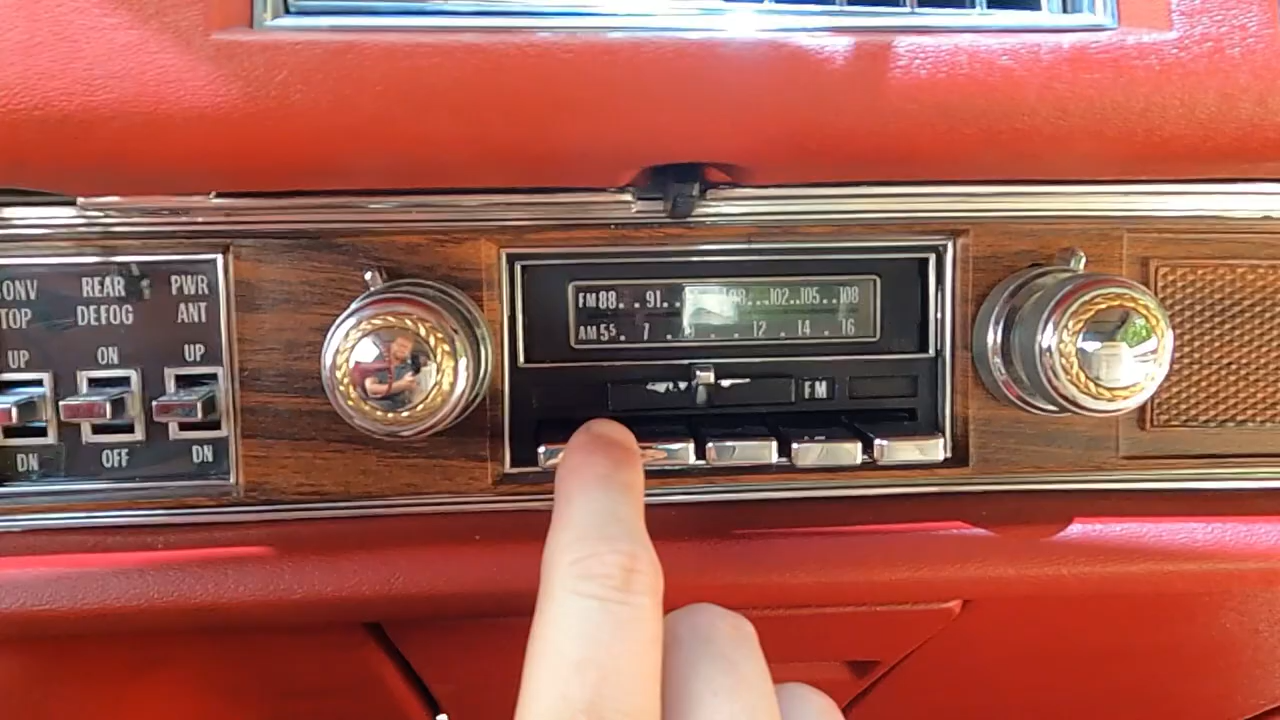 ONV
TOP
REAR
DEFOG
PWR
ANT
UP
ON
UP
DN
OFF
DN
FM 88 . . 91 . . 98 . . . 102 . . 105 . . 108
AM 55 . 7 . 12 . 14 . 16
FM